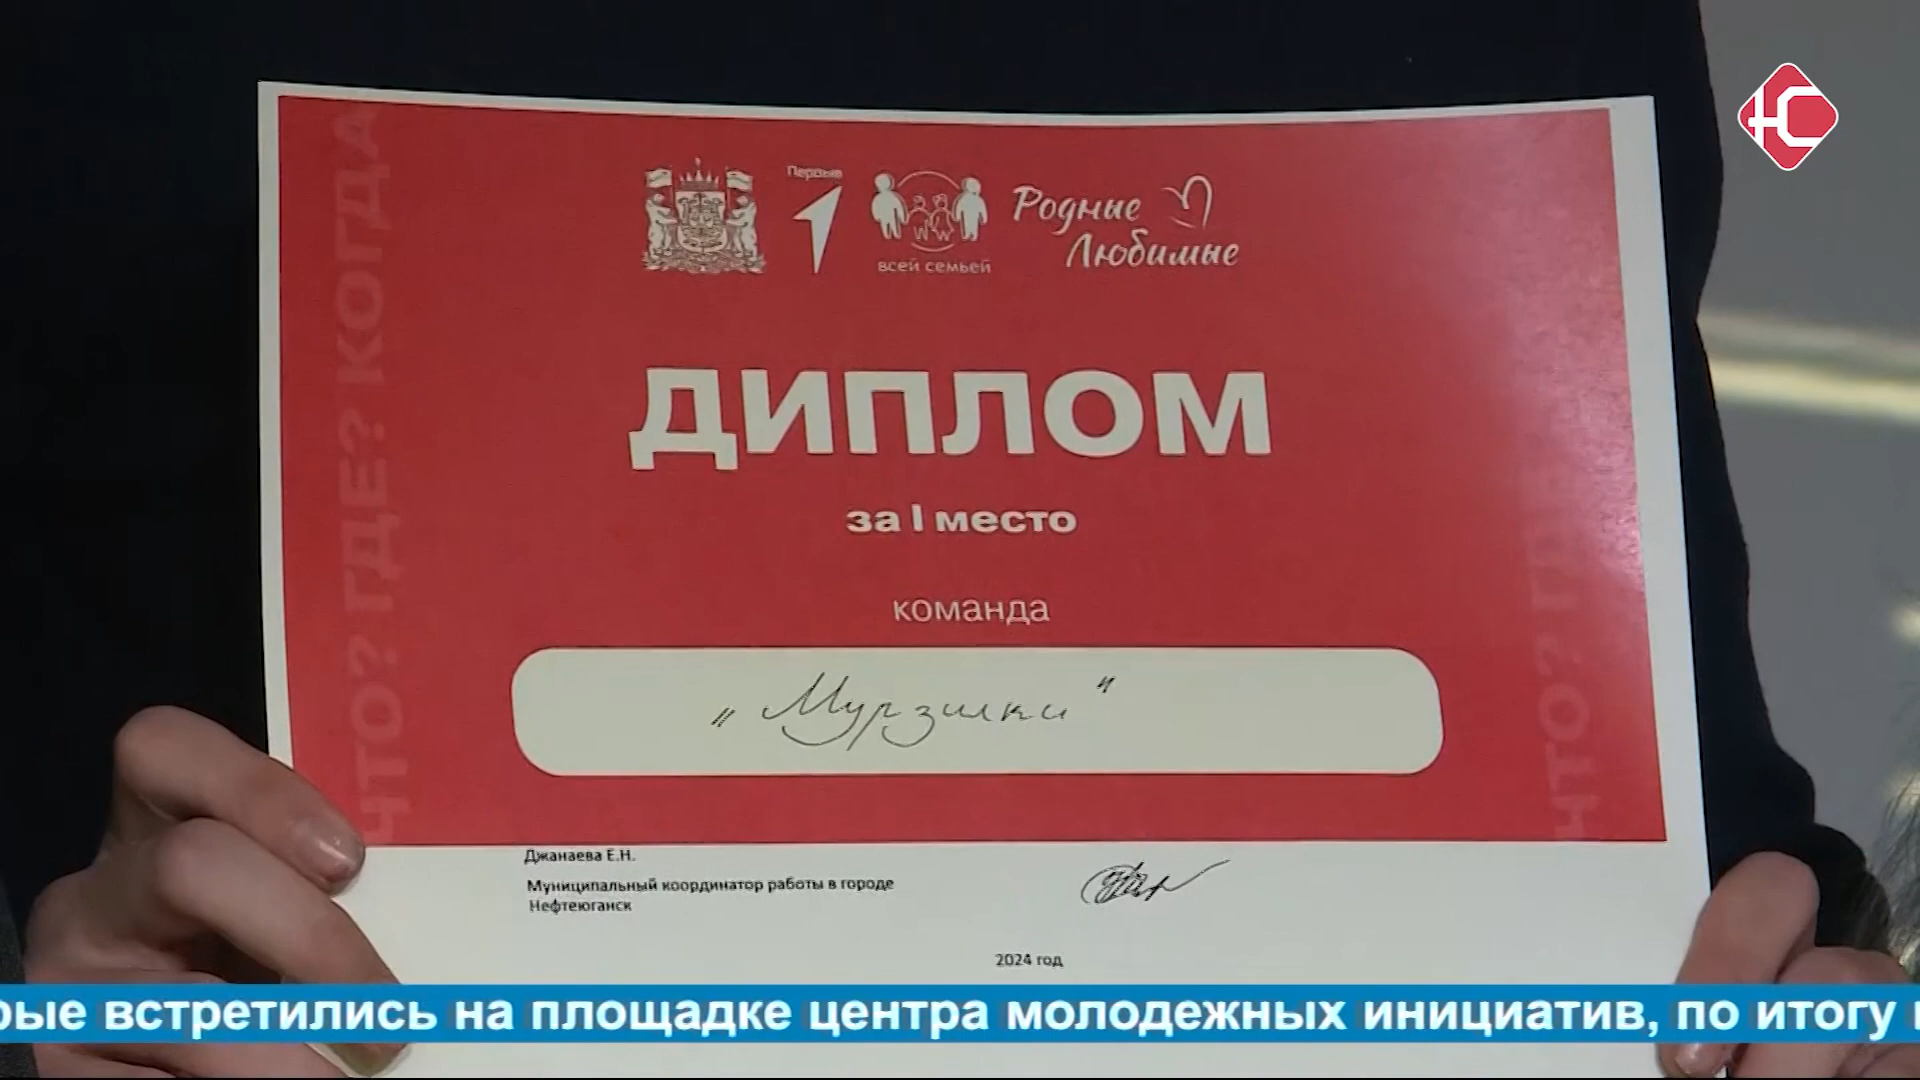 Первые
всей семьей
Родные
Любимые
ЧТО? ГДЕ? КОГДА
ДИПЛОМ
за I место
команда
„Мурзилки"
ЧТО?
Джанаева Е.Н.
Муниципальный координатор работы в городе
Нефтеюганск
2024 год
рые встретились на площадке центра молодежных инициатив, по итогу